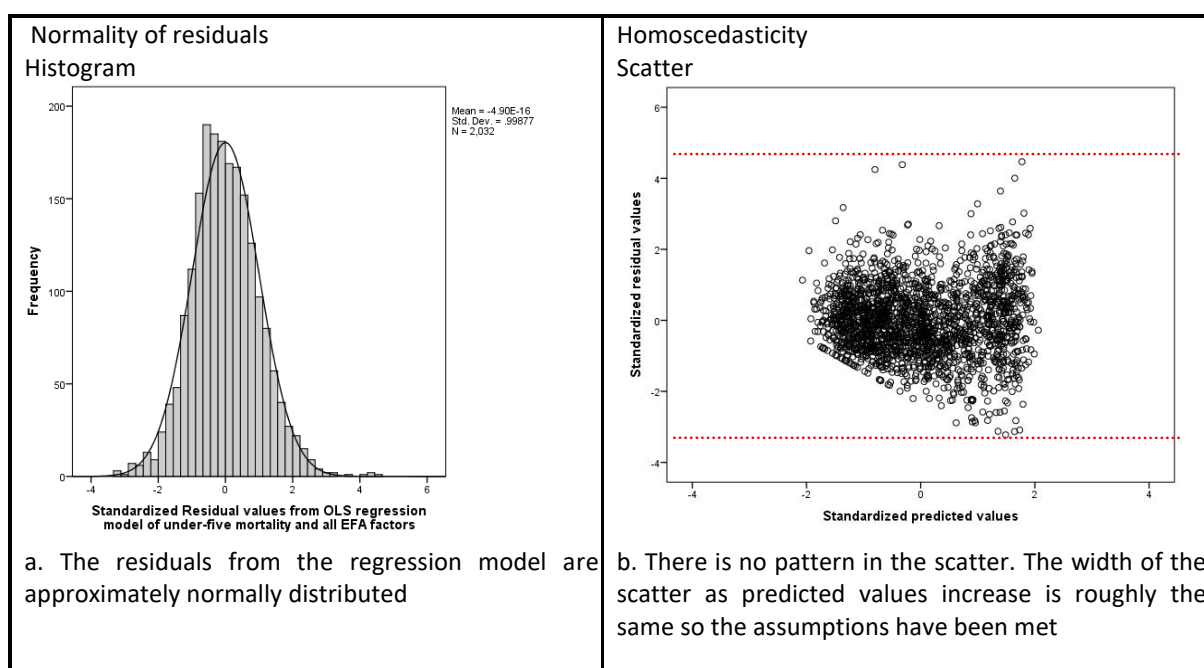 Normality of residuals
Histogram
Mean = -4.90E-16
Std. Dev. = .99877
N = 2,032
200
150
100
50
0
Frequency
-4 -2 0 2 4 6
Standardized Residual values from OLS regression
model of under-five mortality and all EFA factors
a. The residuals from the regression model are
approximately normally distributed
Homoscedasticity
Scatter
6
4
2
0
-2
-4
Standardized residual values
-4 -2 0 2 4
Standardized predicted values
b. There is no pattern in the scatter. The width of the
scatter as predicted values increase is roughly the
same so the assumptions have been met